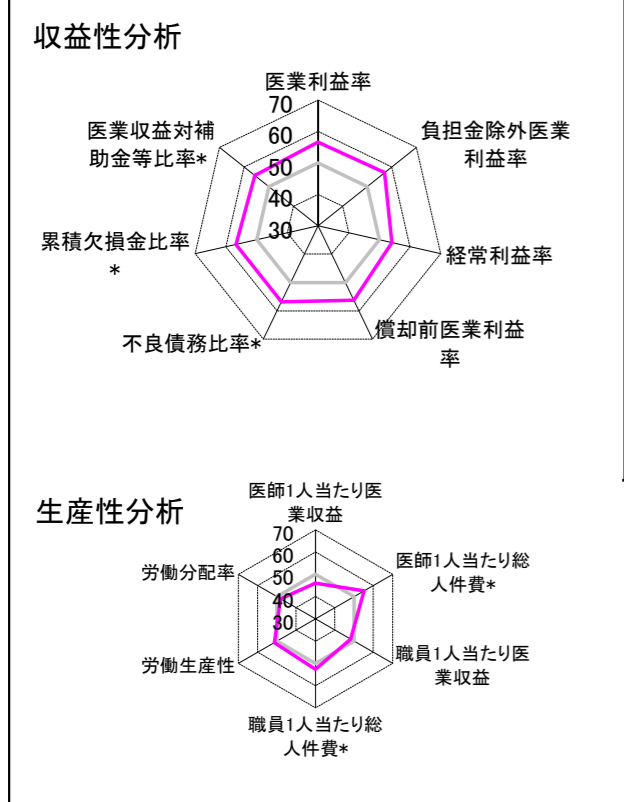 収益性分析
医業利益率
70
60
50
40
30
負担金除外医業
利益率
経常利益率
償却前医業利益
率
不良債務比率*
累積欠損金比率
*
医業収益対補
助金等比率*
生産性分析
医師1人当たり医
業収益
70
60
50
40
30
医師1人当たり総
人件費*
職員1人当たり医
業収益
職員1人当たり総
人件費*
労働生産性
労働分配率